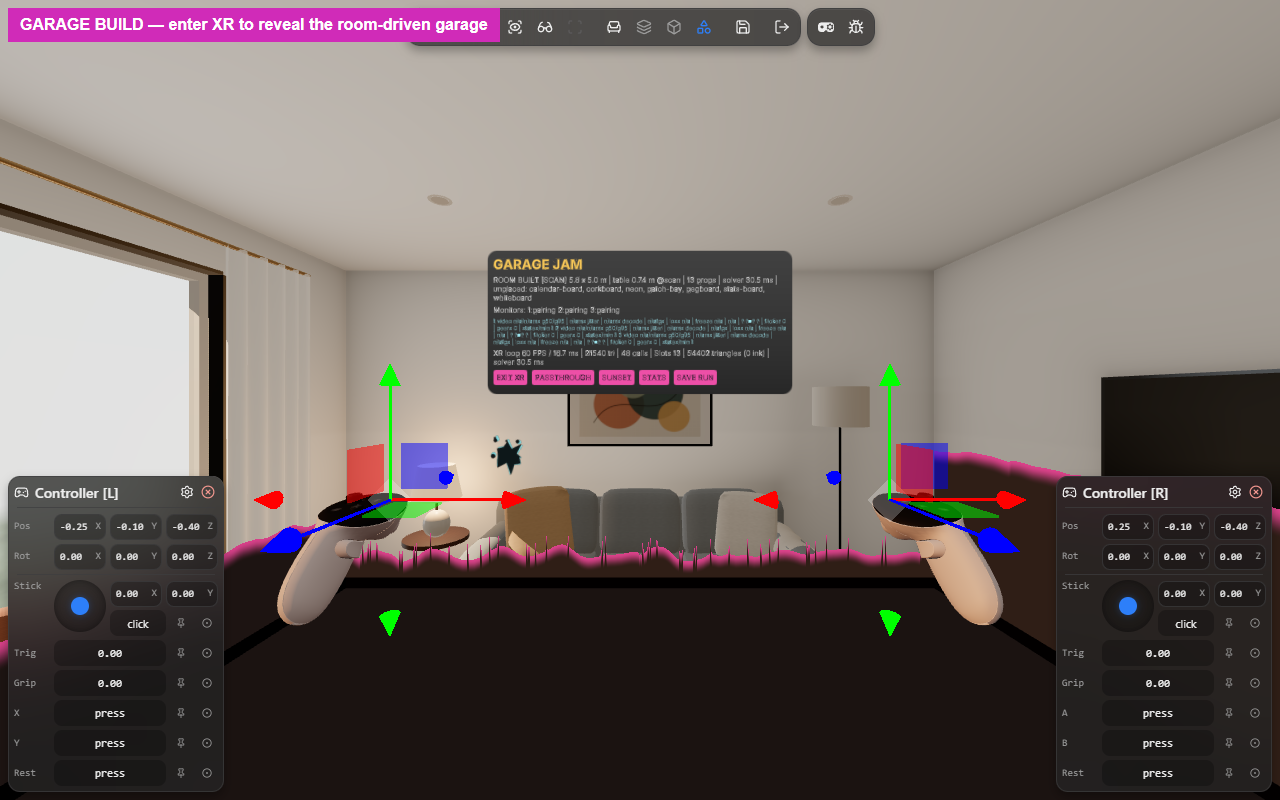 GARAGE BUILD — enter XR to reveal the room-driven garage
GARAGE JAM
ROOM BUILT [SCAN] 5.8 x 5.0 m | table 0.74 m @scan | 13 props | solver 30.5 ms |
unplaced: calendar-board, corkboard, neon, patch-bay, pegboard, stats-board,
whiteboard
Monitors: 1:pairing 2:pairing 3:pairing
XR loop 60 FPS / 16.7 ms | 21540 tri | 48 calls | Slots 13 | 54402 triangles (0 ink) |
solver 30.5 ms
EXIT XR PASSTHROUGH SUNSET STATS SAVE RUN
Controller [L]
Pos -0.25 X -0.10 Y -0.40 Z
Rot 0.00 X 0.00 Y 0.00 Z
Stick 0.00 X 0.00 Y
click
Trig 0.00
Grip 0.00
X press
Y press
Rest press
Controller [R]
Pos 0.25 X -0.10 Y -0.40 Z
Rot 0.00 X 0.00 Y 0.00 Z
Stick 0.00 X 0.00 Y
click
Trig 0.00
Grip 0.00
A press
B press
Rest press